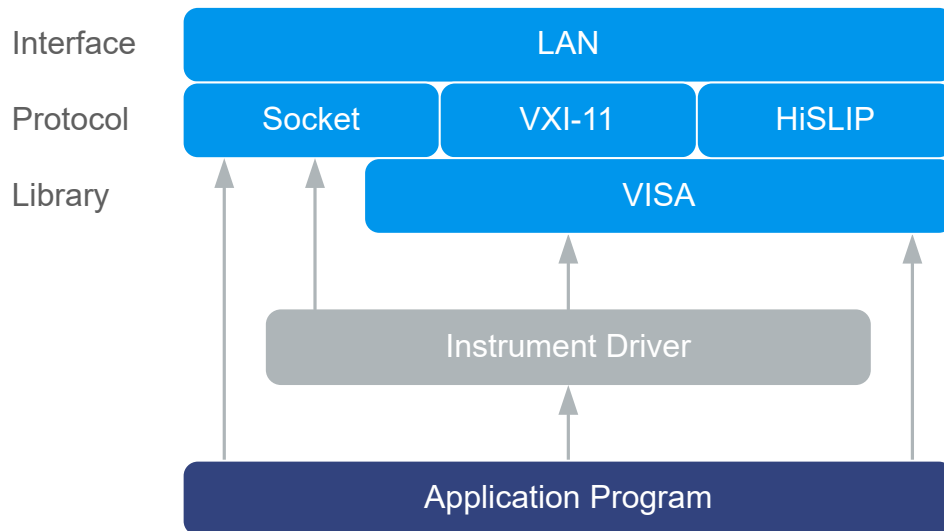 Interface
LAN
Protocol
Socket
VXI-11
HiSLIP
Library
VISA
Instrument Driver
Application Program